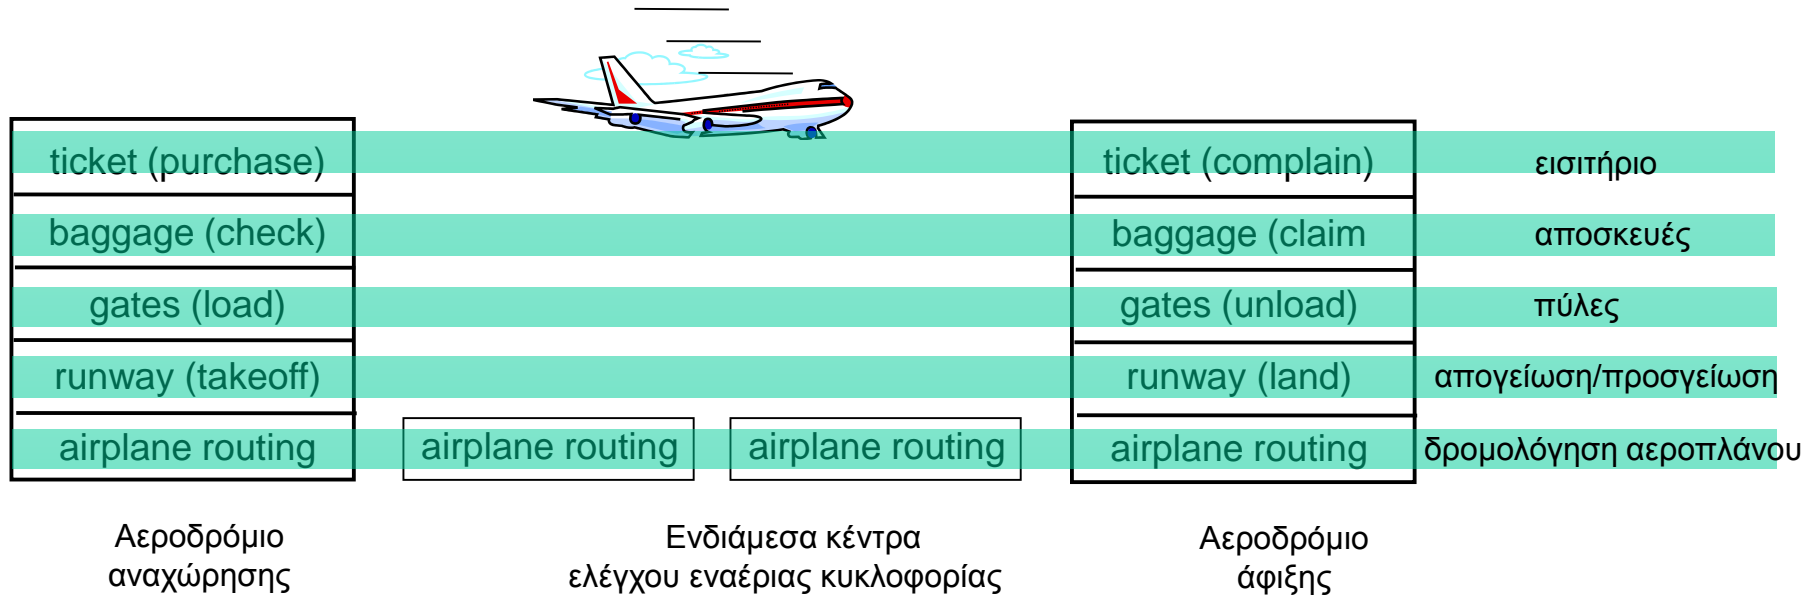 ticket (purchase)
ticket (complain)
εισιτήριο
baggage (check)
baggage (claim
αποσκευές
gates (load)
gates (unload)
πύλες
runway (takeoff)
runway (land)
απογείωση/προσγείωση
airplane routing
airplane routing
airplane routing
airplane routing
δρομολόγηση αεροπλάνου
Αεροδρόμιο
αναχώρησης
Ενδιάμεσα κέντρα
ελέγχου εναέριας κυκλοφορίας
Αεροδρόμιο
άφιξης